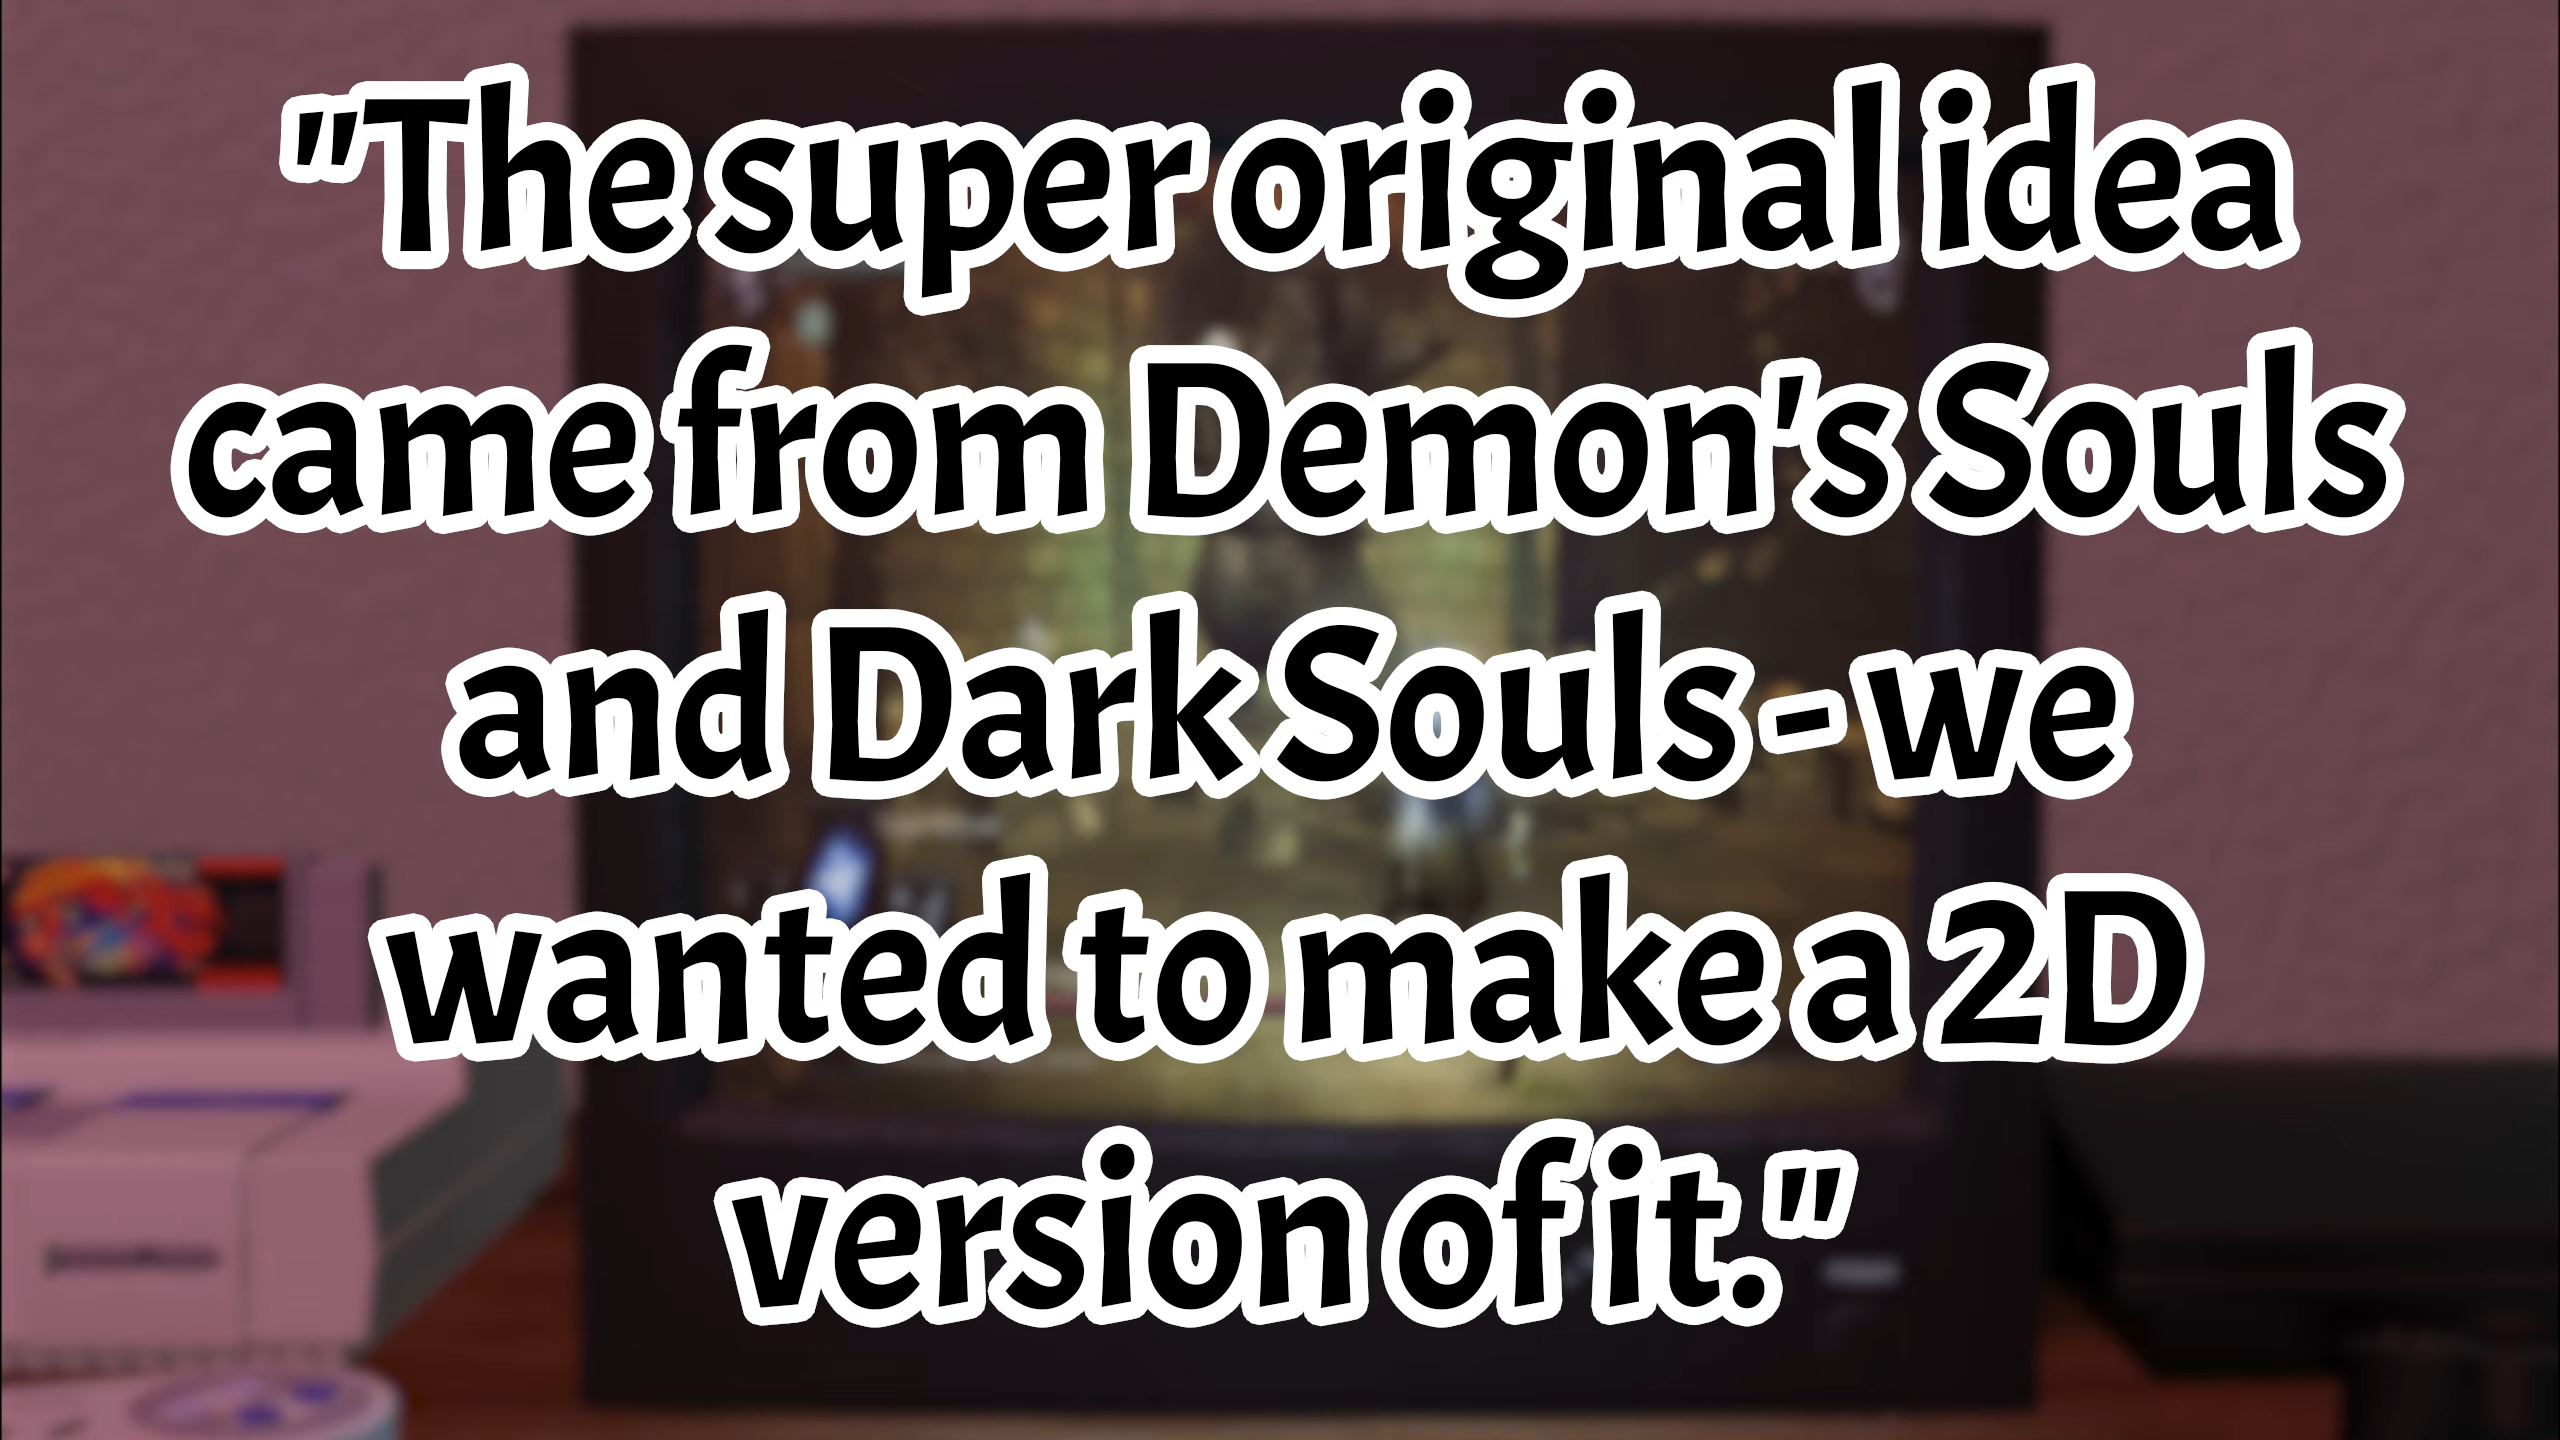 "The super original idea
came from Demon's Souls
and Dark Souls - we
wanted to make a 2D
version of it."